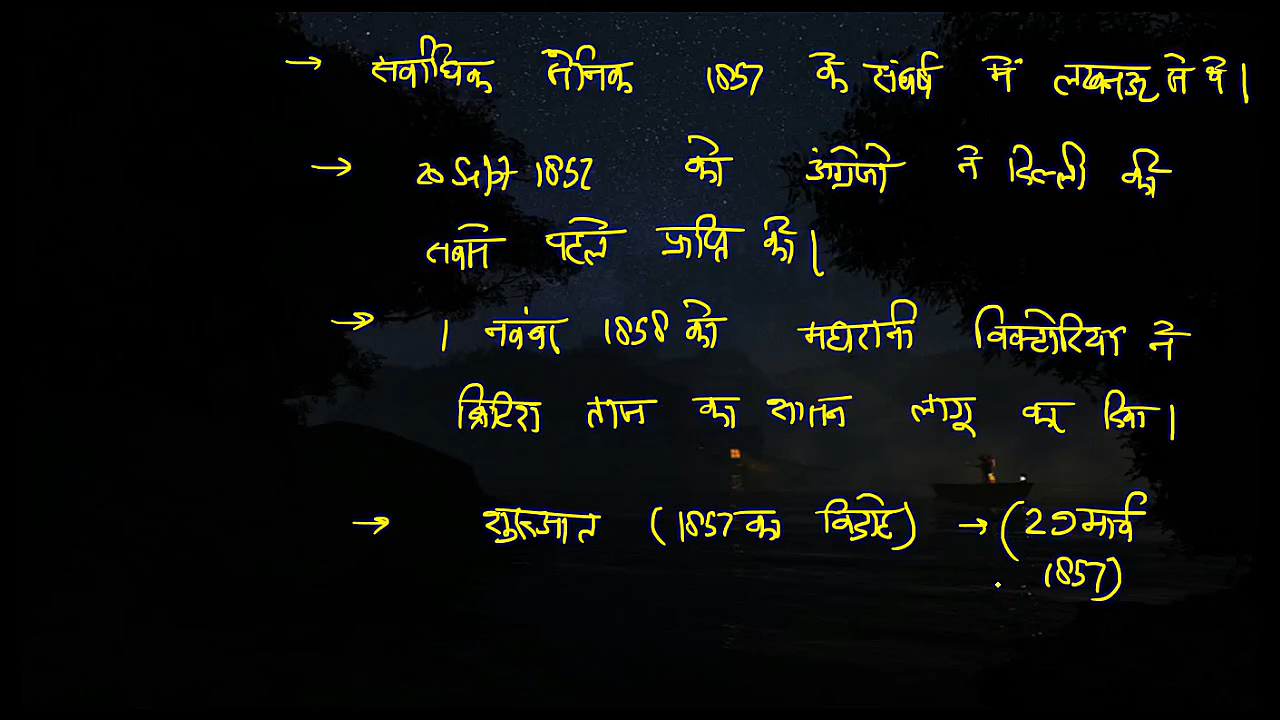 → सर्वाधिक सैनिक 1857 के संघर्ष में लखनऊ से थे।
→ 20 Sept 1857 को अंग्रेजो ने दिल्ली की
सबसे पहले प्राप्ति की।
→ 1 नवंबर 1858 को महारानी विक्टोरिया ने
ब्रिटिश ताज का शासन लागू कर दिया।
→ शुरुआत (1857 का विद्रोह) → (29 मार्च
1857)